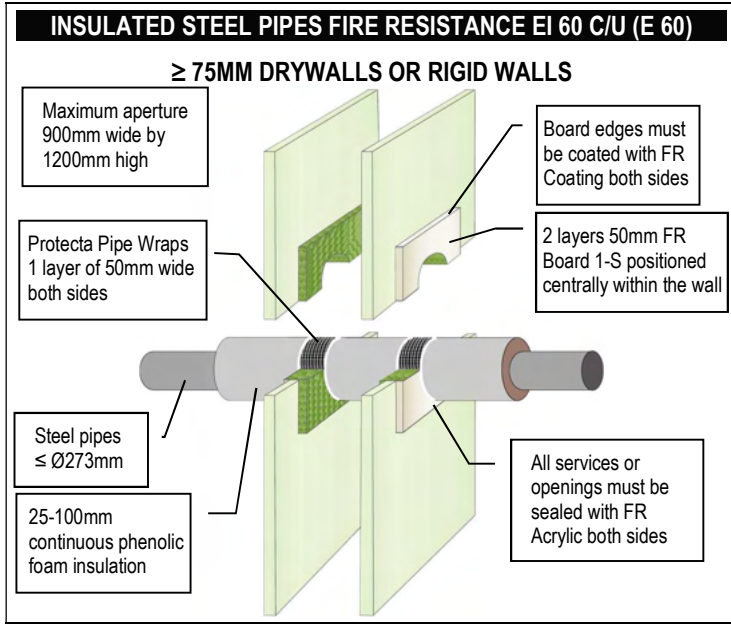 INSULATED STEEL PIPES FIRE RESISTANCE EI 60 C/U (E 60)
≥ 75MM DRYWALLS OR RIGID WALLS
Maximum aperture
900mm wide by
1200mm high
Board edges must
be coated with FR
Coating both sides
Protecta Pipe Wraps
1 layer of 50mm wide
both sides
2 layers 50mm FR
Board 1-S positioned
centrally within the wall
Steel pipes
≤ Ø273mm
25-100mm
continuous phenolic
foam insulation
All services or
openings must be
sealed with FR
Acrylic both sides